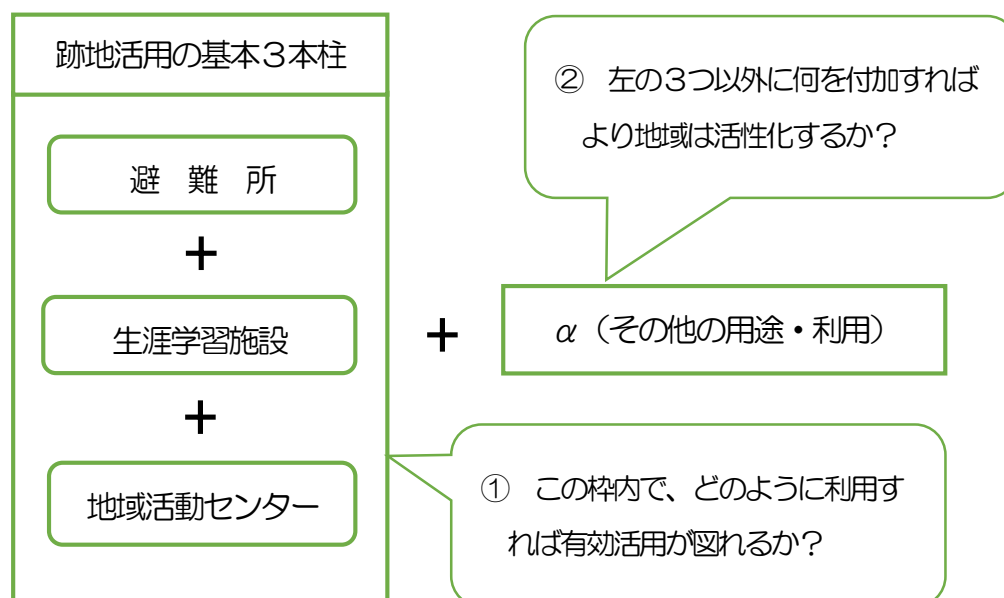 跡地活用の基本３本柱
避　難　所
＋
生涯学習施設
＋
地域活動センター
＋
α（その他の用途・利用）
②　左の３つ以外に何を付加すれば
より地域は活性化するか？
①　この枠内で、どのように利用す
れば有効活用が図れるか？